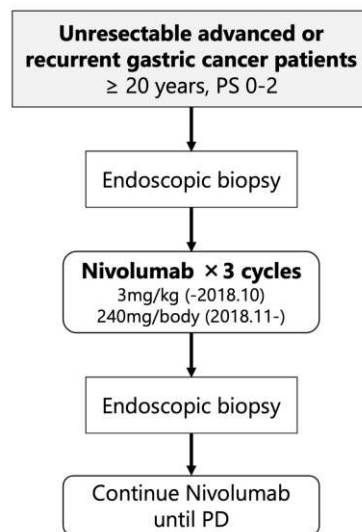 Unresectable advanced or
recurrent gastric cancer patients
≥ 20 years, PS 0-2
Endoscopic biopsy
Nivolumab ×3 cycles
3mg/kg (-2018.10)
240mg/body (2018.11-)
Endoscopic biopsy
Continue Nivolumab
until PD